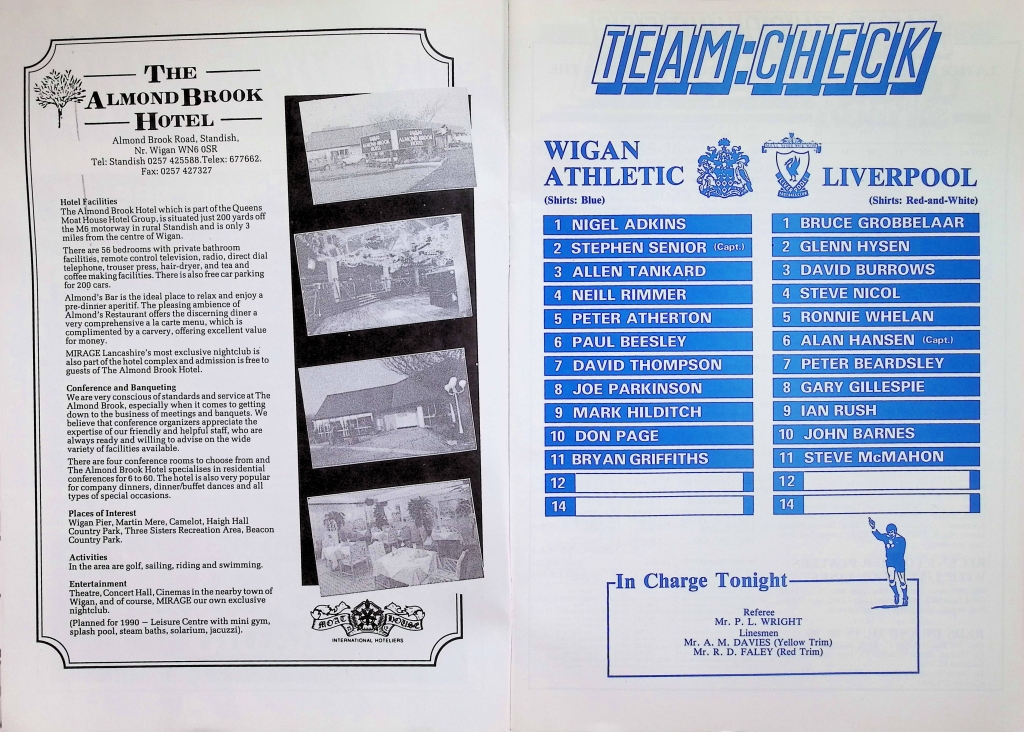 THE
ALMOND BROOK
HOTEL
Almond Brook Road, Standish,
Nr. Wigan WN6 0SR
Tel: Standish 0257 425588. Telex: 677662.
Fax: 0257 427327
Hotel Facilities
The Almond Brook Hotel which is part of the Queens
Moat House Hotel Group, is situated just 200 yards off
the M6 motorway in rural Standish and is only 3
miles from the centre of Wigan.
There are 56 bedrooms with private bathroom
facilities, remote control television, radio, direct dial
telephone, trouser press, hair-dryer, and tea and
coffee making facilities. There is also free car parking
for 200 cars.
Almond's Bar is the ideal place to relax and enjoy a
pre-dinner aperitif. The pleasing ambience of
Almond's Restaurant offers the discerning diner a
very comprehensive a la carte menu, which is
complimented by a carvery, offering excellent value
for money.
MIRAGE Lancashire's most exclusive nightclub is
also part of the hotel complex and admission is free to
guests of The Almond Brook Hotel.
Conference and Banqueting
We are very conscious of standards and service at The
Almond Brook, especially when it comes to getting
down to the business of meetings and banquets. We
believe that conference organizers appreciate the
expertise of our friendly and helpful staff, who are
always ready and willing to advise on the wide
variety of facilities available.
There are four conference rooms to choose from and
The Almond Brook Hotel specialises in residential
conferences for 6 to 60. The hotel is also very popular
for company dinners, dinner/buffet dances and all
types of special occasions.
Places of Interest
Wigan Pier, Martin Mere, Camelot, Haigh Hall
Country Park, Three Sisters Recreation Area, Beacon
Country Park.
Activities
In the area are golf, sailing, riding and swimming.
Entertainment
Theatre, Concert Hall, Cinemas in the nearby town of
Wigan, and of course, MIRAGE our own exclusive
nightclub.
(Planned for 1990 — Leisure Centre with mini gym,
splash pool, steam baths, solarium, jacuzzi).
MOAT HOUSE
INTERNATIONAL HOTELIERS
TEAM:CHECK
WIGAN
ATHLETIC
(Shirts: Blue)
1 NIGEL ADKINS
2 STEPHEN SENIOR (Capt.)
3 ALLEN TANKARD
4 NEILL RIMMER
5 PETER ATHERTON
6 PAUL BEESLEY
7 DAVID THOMPSON
8 JOE PARKINSON
9 MARK HILDITCH
10 DON PAGE
11 BRYAN GRIFFITHS
12
14
LIVERPOOL
(Shirts: Red-and-White)
1 BRUCE GROBBELAAR
2 GLENN HYSEN
3 DAVID BURROWS
4 STEVE NICOL
5 RONNIE WHELAN
6 ALAN HANSEN (Capt.)
7 PETER BEARDSLEY
8 GARY GILLESPIE
9 IAN RUSH
10 JOHN BARNES
11 STEVE McMAHON
12
14
In Charge Tonight
Referee
Mr. P. L. WRIGHT
Linesmen
Mr. A. M. DAVIES (Yellow Trim)
Mr. R. D. FALEY (Red Trim)